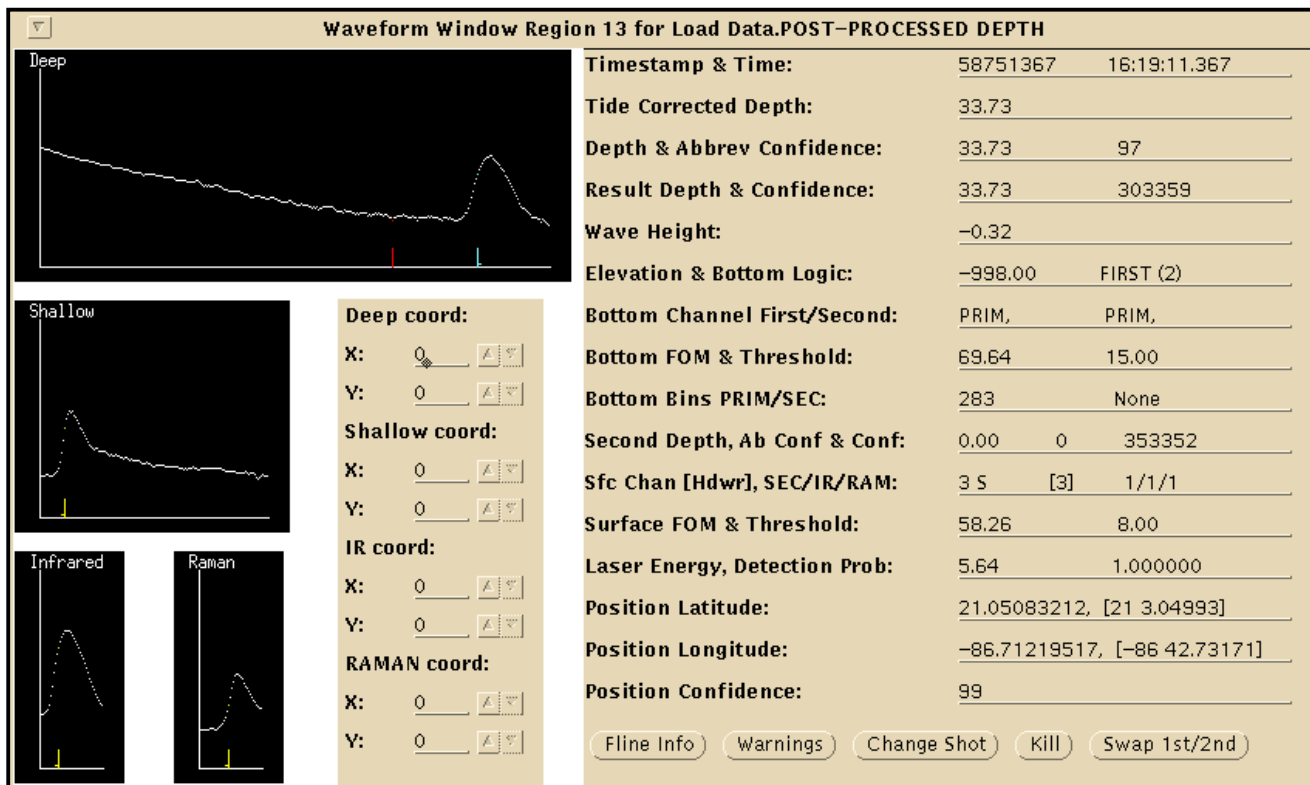 Waveform Window Region 13 for Load Data.POST-PROCESSED DEPTH
Deep
Shallow
Infrared
Raman
Deep coord:
X: 0
Y: 0
Shallow coord:
X: 0
Y: 0
IR coord:
X: 0
Y: 0
RAMAN coord:
X: 0
Y: 0
Timestamp & Time: 58751367 16:19:11.367
Tide Corrected Depth: 33.73
Depth & Abbrev Confidence: 33.73 97
Result Depth & Confidence: 33.73 303359
Wave Height: -0.32
Elevation & Bottom Logic: -998.00 FIRST (2)
Bottom Channel First/Second: PRIM, PRIM,
Bottom FOM & Threshold: 69.64 15.00
Bottom Bins PRIM/SEC: 283 None
Second Depth, Ab Conf & Conf: 0.00 0 353352
Sfc Chan [Hdwr], SEC/IR/RAM: 3 S [3] 1/1/1
Surface FOM & Threshold: 58.26 8.00
Laser Energy, Detection Prob: 5.64 1.000000
Position Latitude: 21.05083212, [21 3.04993]
Position Longitude: -86.71219517, [-86 42.73171]
Position Confidence: 99
Fline Info Warnings Change Shot Kill Swap 1st/2nd